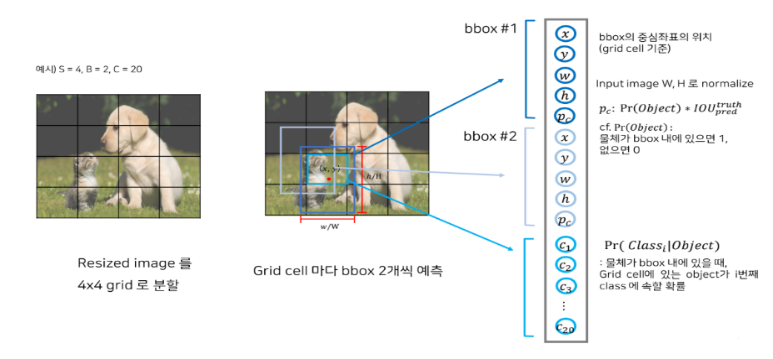 예시) S = 4, B = 2, C = 20
Resized image 를
4x4 grid 로 분할
(x, y)
h/H
w/W
Grid cell 마다 bbox 2개씩 예측
bbox #1
x
y
w
h
p_c
bbox #2
x
y
w
h
p_c
c_1
c_2
c_3
⋮
c_20
bbox의 중심좌표의 위치
(grid cell 기준)
Input image W, H 로 normalize
p_c: Pr(Object) * IOU_pred^truth
cf. Pr(Object) :
물체가 bbox 내에 있으면 1,
없으면 0
Pr( Class_i|Object)
: 물체가 bbox 내에 있을 때,
Grid cell에 있는 object가 i번째
class 에 속할 확률